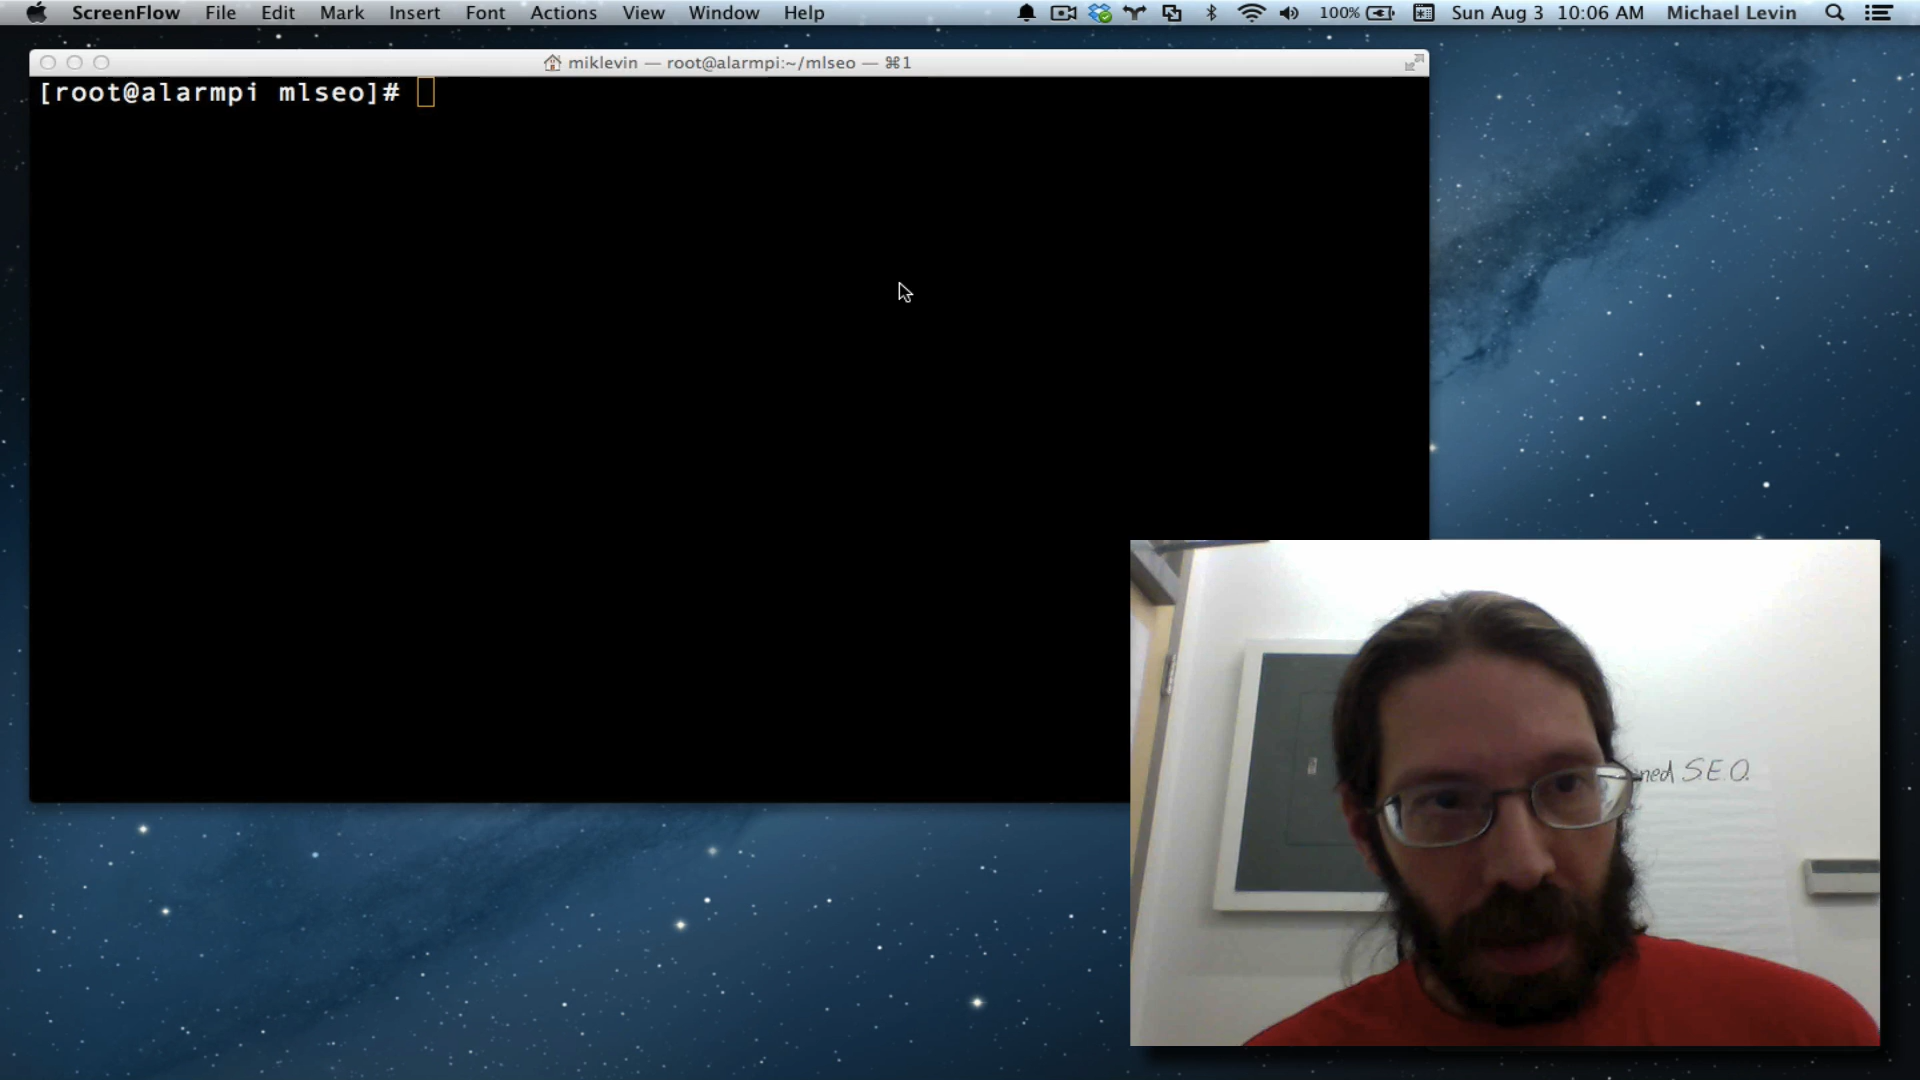 ScreenFlow File Edit Mark Insert Font Actions View Window Help 100% Sun Aug 3 10:06 AM Michael Levin
miklevin — root@alarmpi:~/mlseo — ⌘1
[root@alarmpi mlseo]#
ned S.E.O.